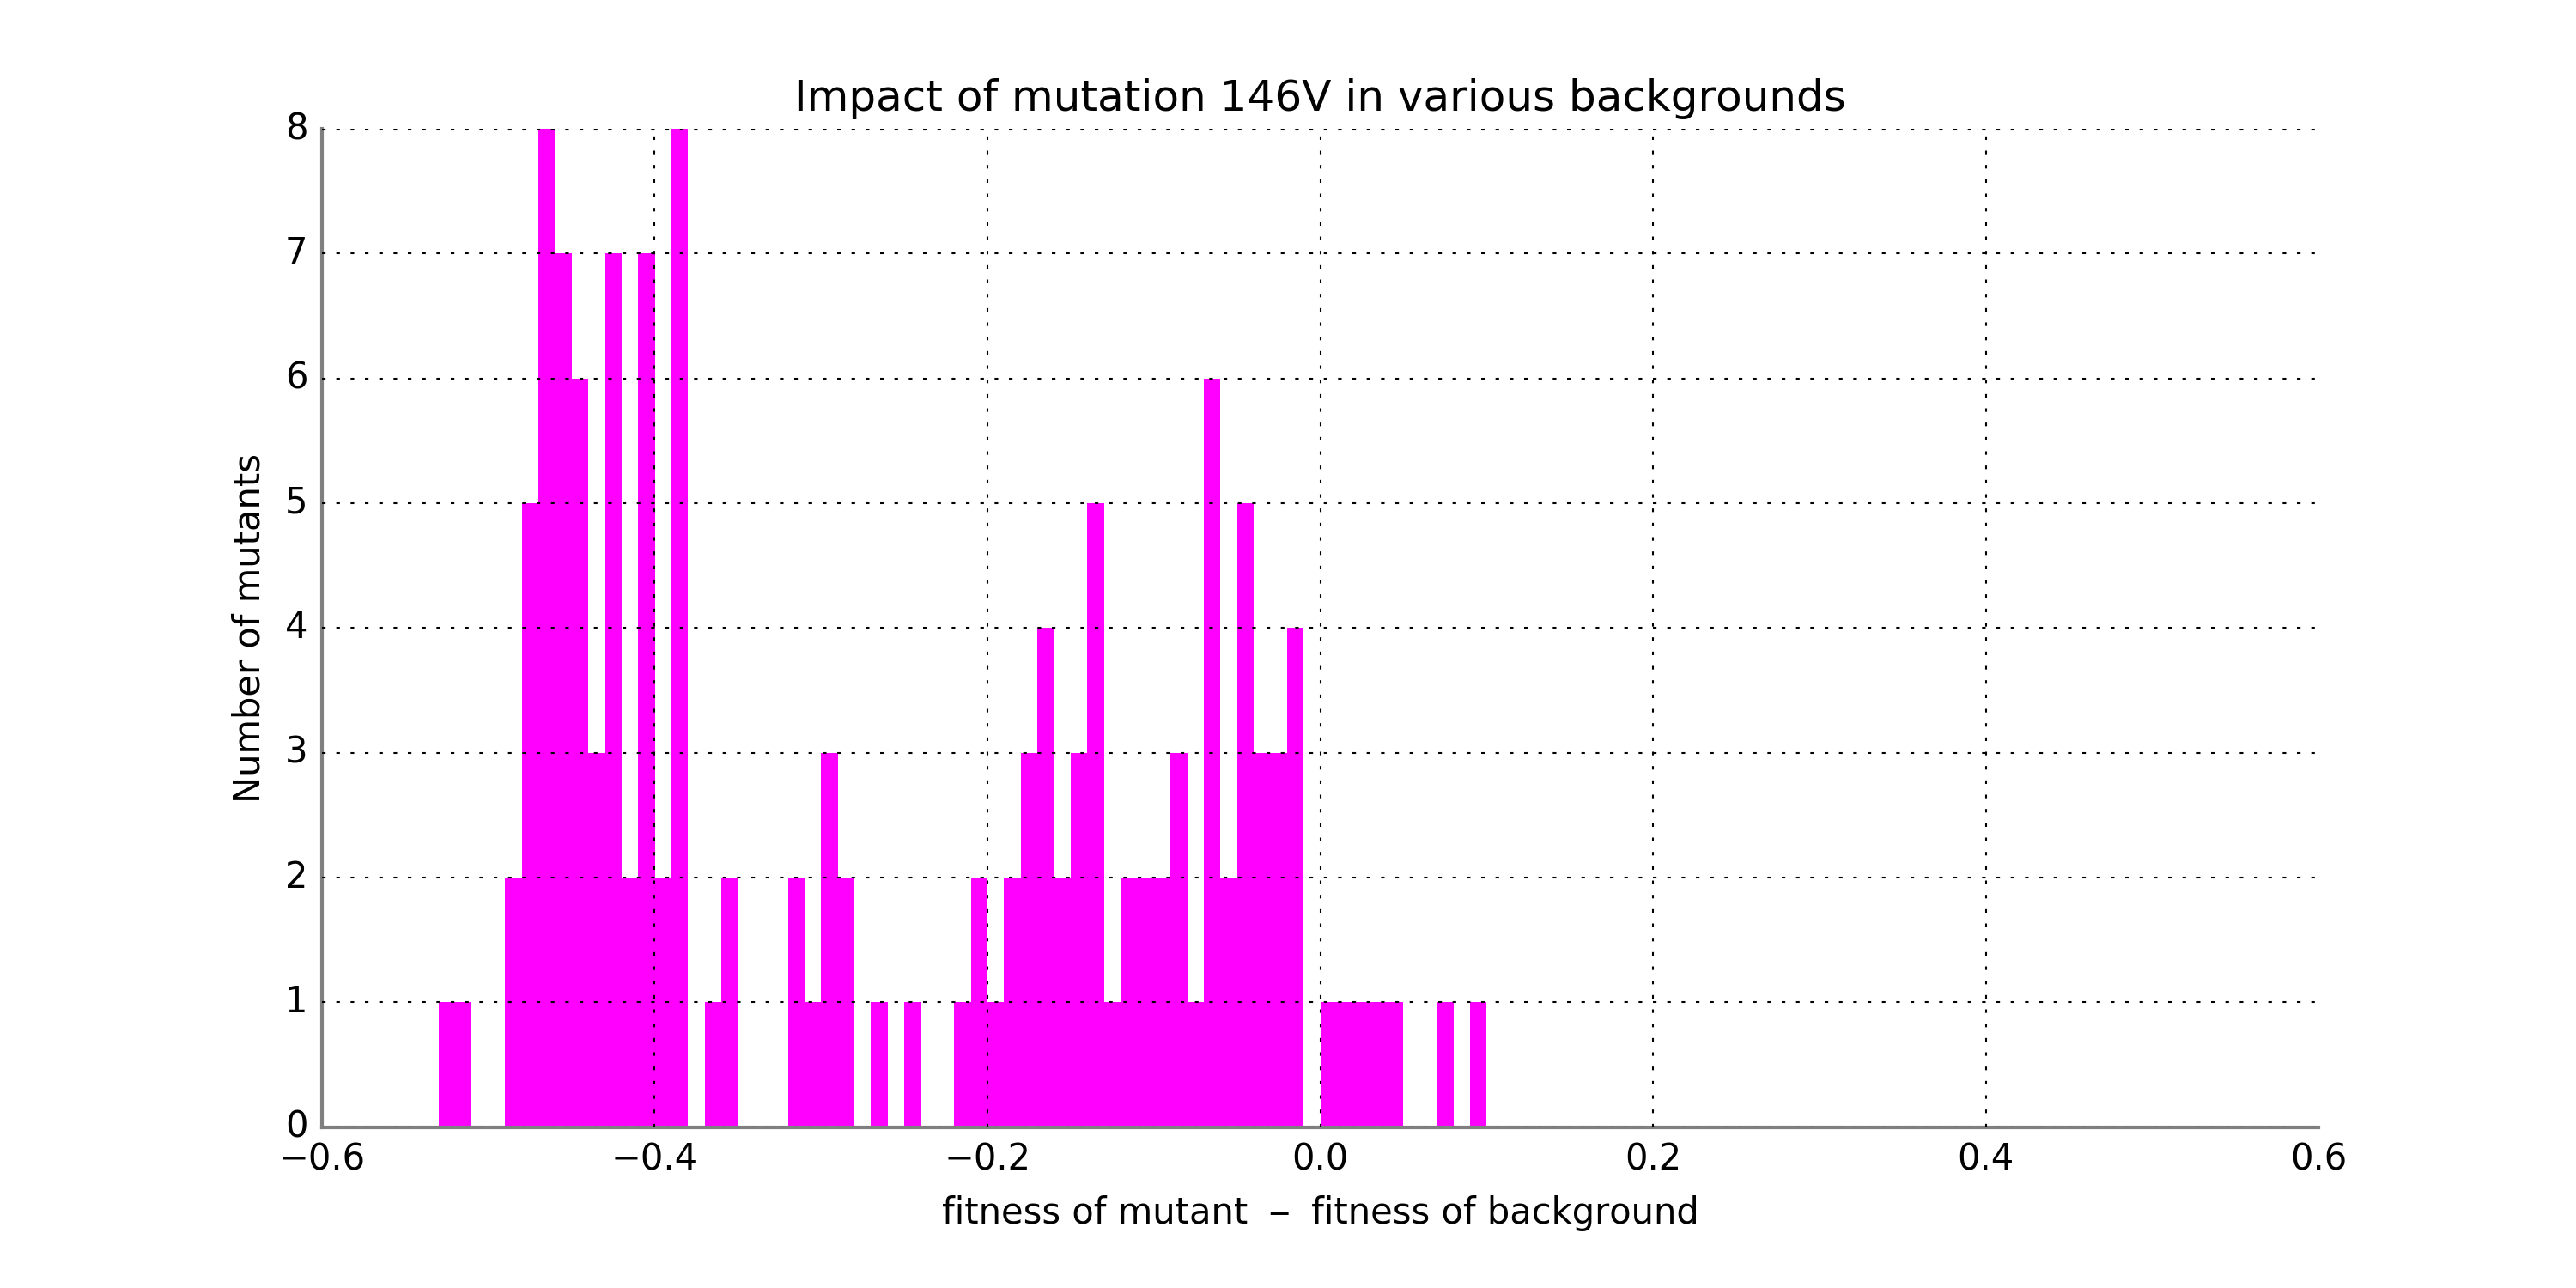 Impact of mutation 146V in various backgrounds
8
7
6
5
4
3
2
1
0
Number of mutants
−0.6 −0.4 −0.2 0.0 0.2 0.4 0.6
fitness of mutant − fitness of background